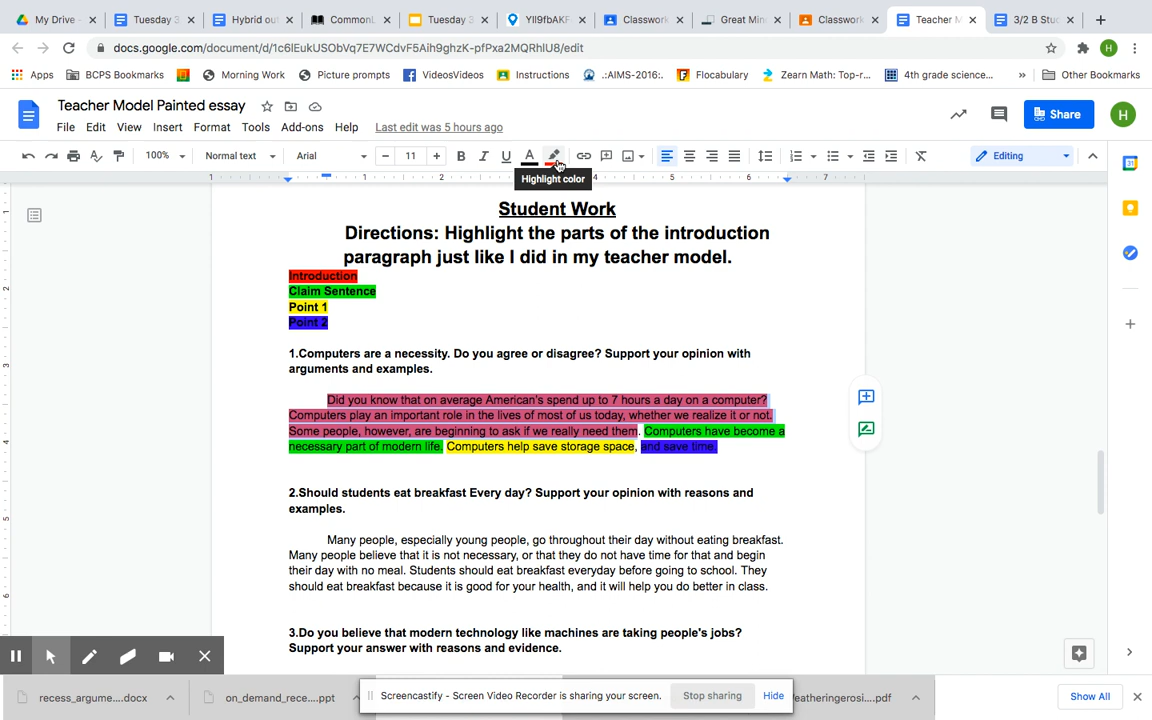 My Drive - Tuesday 3. Hybrid out CommonL Tuesday 3. YlI9fbAKF Classwork Great Min Classwork Teacher M 3/2 B Stud
docs.google.com/document/d/1c6IEukUSObVq7E7WCdvF5Aih9ghzK-pfPxa2MQRhIU8/edit H
Apps BCPS Bookmarks Morning Work Picture prompts VideosVideos Instructions .:AIMS-2016:. Flocabulary Zearn Math: Top-r... 4th grade science... » Other Bookmarks
Teacher Model Painted essay Share H
File Edit View Insert Format Tools Add-ons Help Last edit was 5 hours ago
100% Normal text Arial 11 B I U A Editing
Highlight color
1 1 2 3 4 5 6 7
Student Work
Directions: Highlight the parts of the introduction
paragraph just like I did in my teacher model.
Introduction
Claim Sentence
Point 1
Point 2
1.Computers are a necessity. Do you agree or disagree? Support your opinion with
arguments and examples.
Did you know that on average American's spend up to 7 hours a day on a computer?
Computers play an important role in the lives of most of us today, whether we realize it or not.
Some people, however, are beginning to ask if we really need them. Computers have become a
necessary part of modern life. Computers help save storage space, and save time.
2.Should students eat breakfast Every day? Support your opinion with reasons and
examples.
Many people, especially young people, go throughout their day without eating breakfast.
Many people believe that it is not necessary, or that they do not have time for that and begin
their day with no meal. Students should eat breakfast everyday before going to school. They
should eat breakfast because it is good for your health, and it will help you do better in class.
3.Do you believe that modern technology like machines are taking people's jobs?
Support your answer with reasons and evidence.
recess_argume....docx on_demand_rece....ppt Screencastify - Screen Video Recorder is sharing your screen. Stop sharing Hide eatheringerosi....pdf Show All